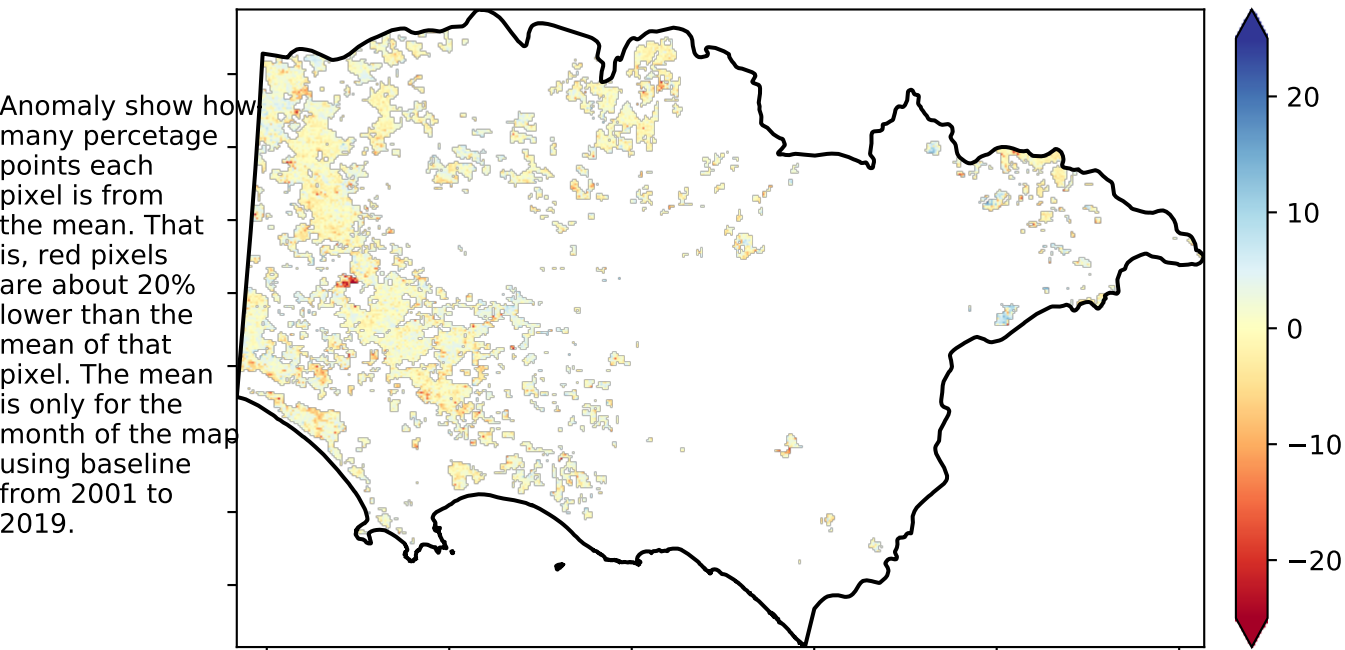 Anomaly show how
many percetage
points each
pixel is from
the mean. That
is, red pixels
are about 20%
lower than the
mean of that
pixel. The mean
is only for the
month of the map
using baseline
from 2001 to
2019.
20
10
0
−10
−20